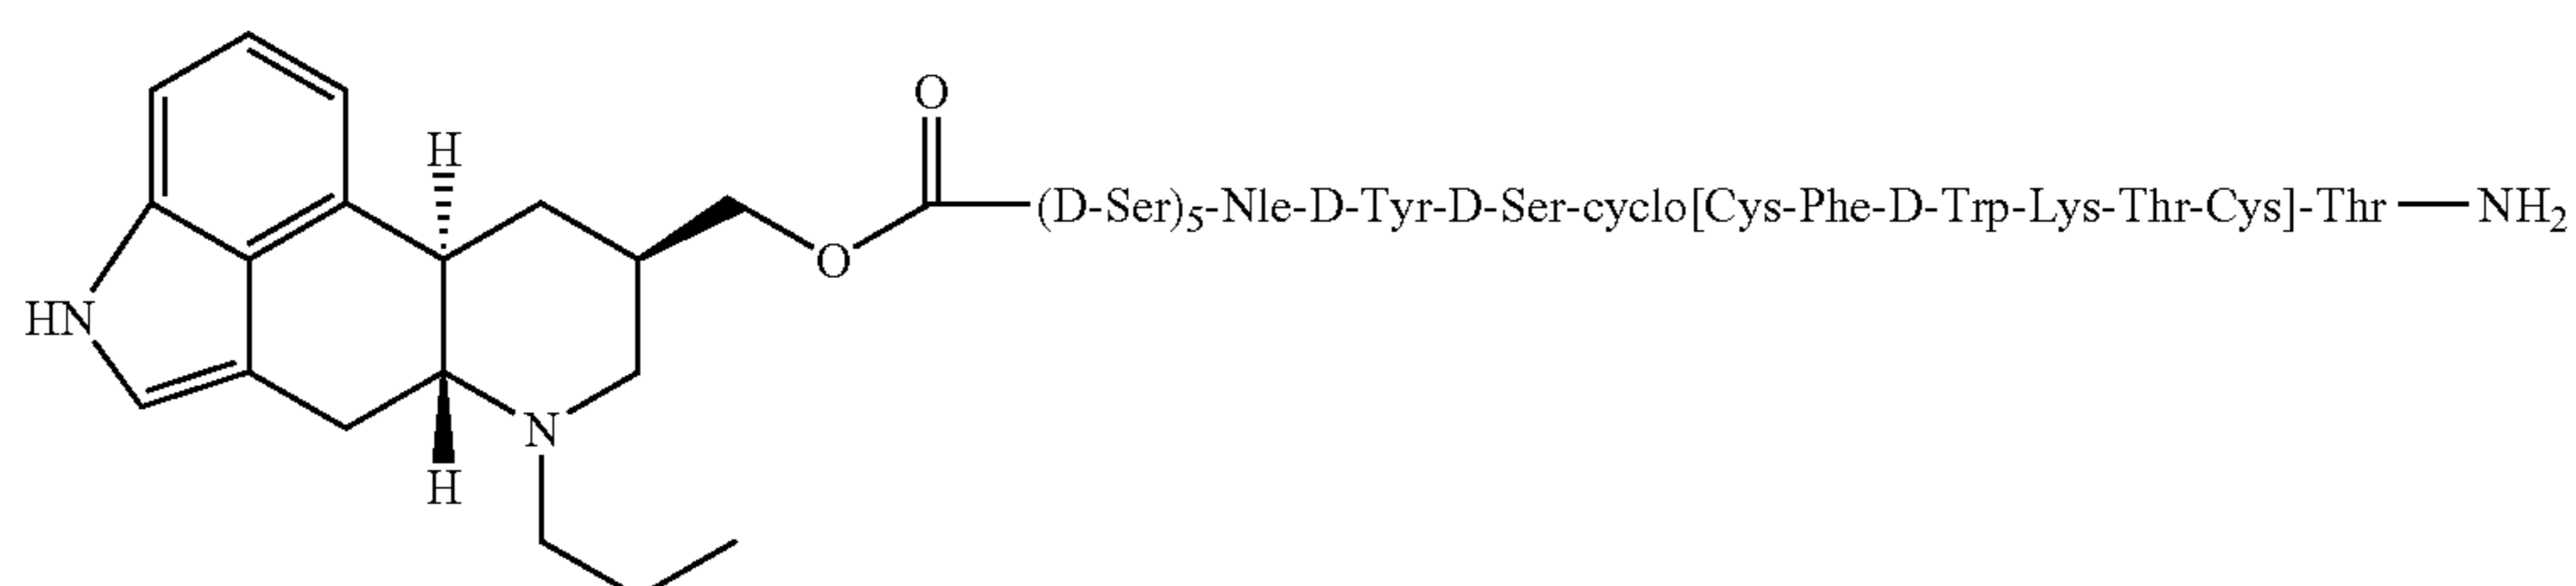 O
H
(D-Ser)5-Nle-D-Tyr-D-Ser-cyclo[Cys-Phe-D-Trp-Lys-Thr-Cys]-Thr—NH2
O
HN
N
H